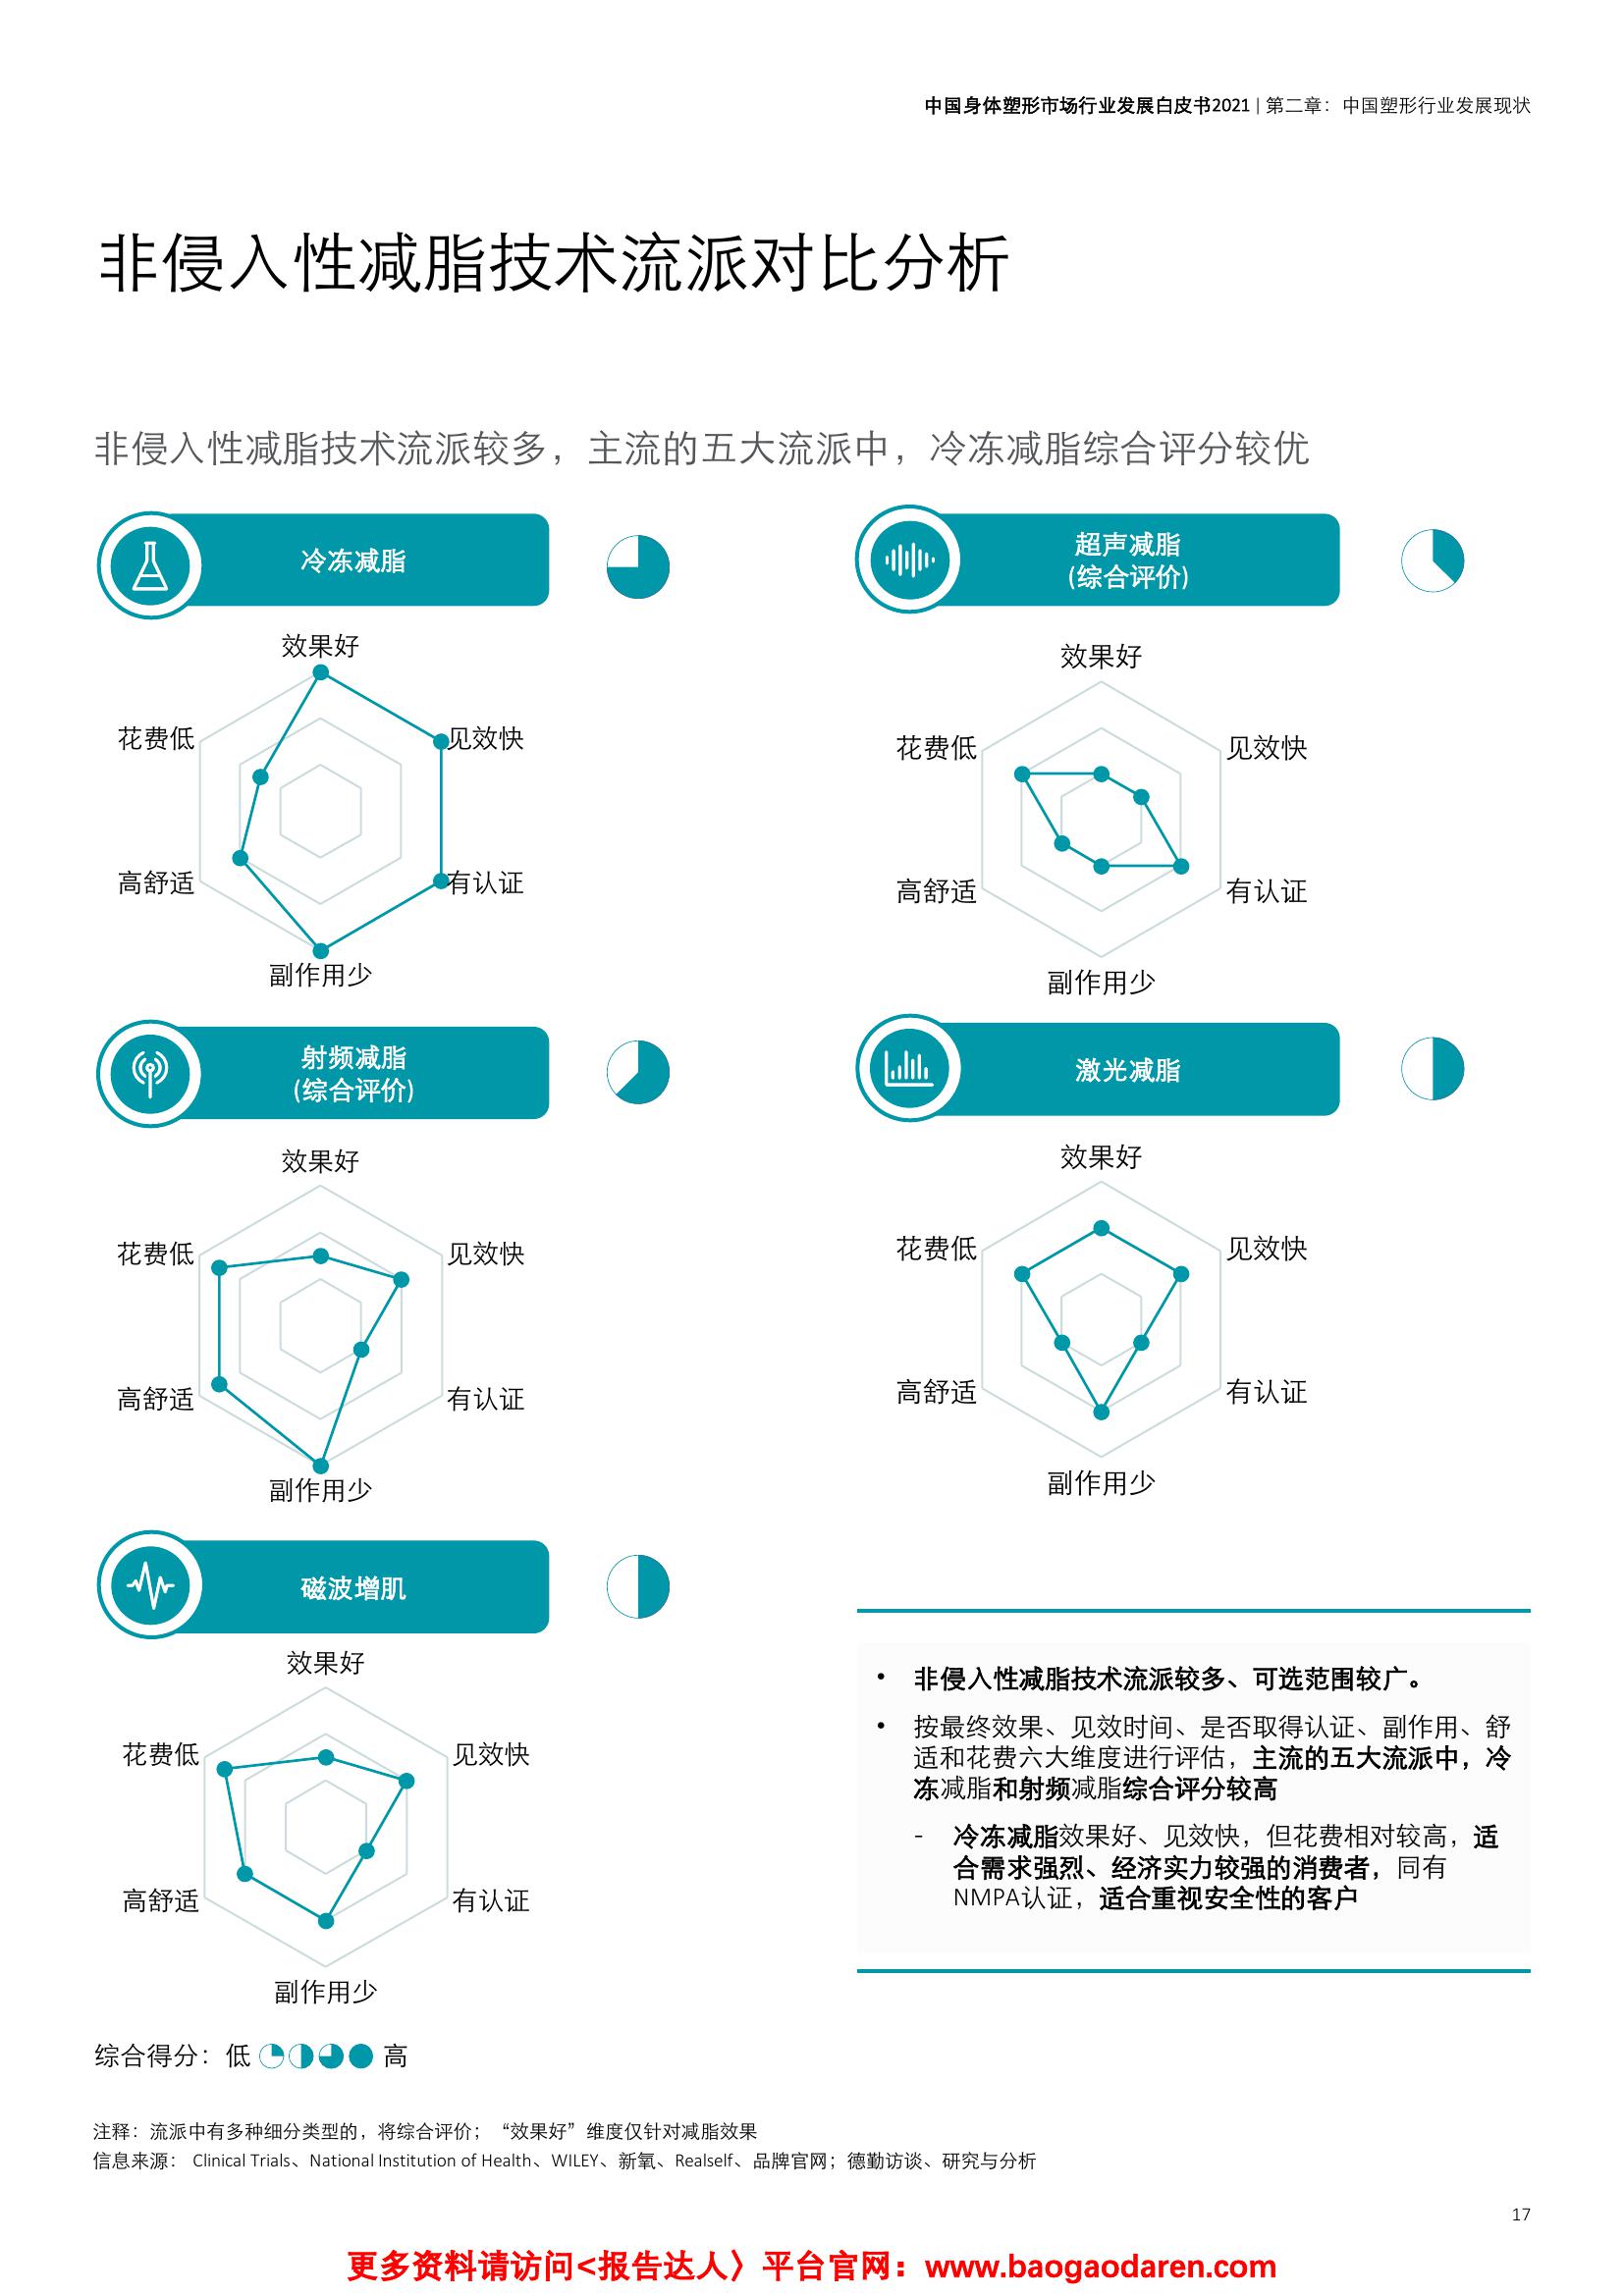 中国身体塑形市场行业发展白皮书2021 | 第二章：中国塑形行业发展现状
非侵入性减脂技术流派对比分析
非侵入性减脂技术流派较多，主流的五大流派中，冷冻减脂综合评分较优
冷冻减脂
效果好
见效快
有认证
副作用少
高舒适
花费低
超声减脂
(综合评价)
效果好
见效快
有认证
副作用少
高舒适
花费低
射频减脂
(综合评价)
效果好
见效快
有认证
副作用少
高舒适
花费低
激光减脂
效果好
见效快
有认证
副作用少
高舒适
花费低
磁波增肌
效果好
见效快
有认证
副作用少
高舒适
花费低
• 非侵入性减脂技术流派较多、可选范围较广。
• 按最终效果、见效时间、是否取得认证、副作用、舒
适和花费六大维度进行评估，主流的五大流派中，冷
冻减脂和射频减脂综合评分较高
- 冷冻减脂效果好、见效快，但花费相对较高，适
合需求强烈、经济实力较强的消费者，同有
NMPA认证，适合重视安全性的客户
综合得分：低 高
注释：流派中有多种细分类型的，将综合评价；“效果好”维度仅针对减脂效果
信息来源： Clinical Trials、National Institution of Health、WILEY、新氧、Realself、品牌官网；德勤访谈、研究与分析
17
更多资料请访问<报告达人〉平台官网：www.baogaodaren.com